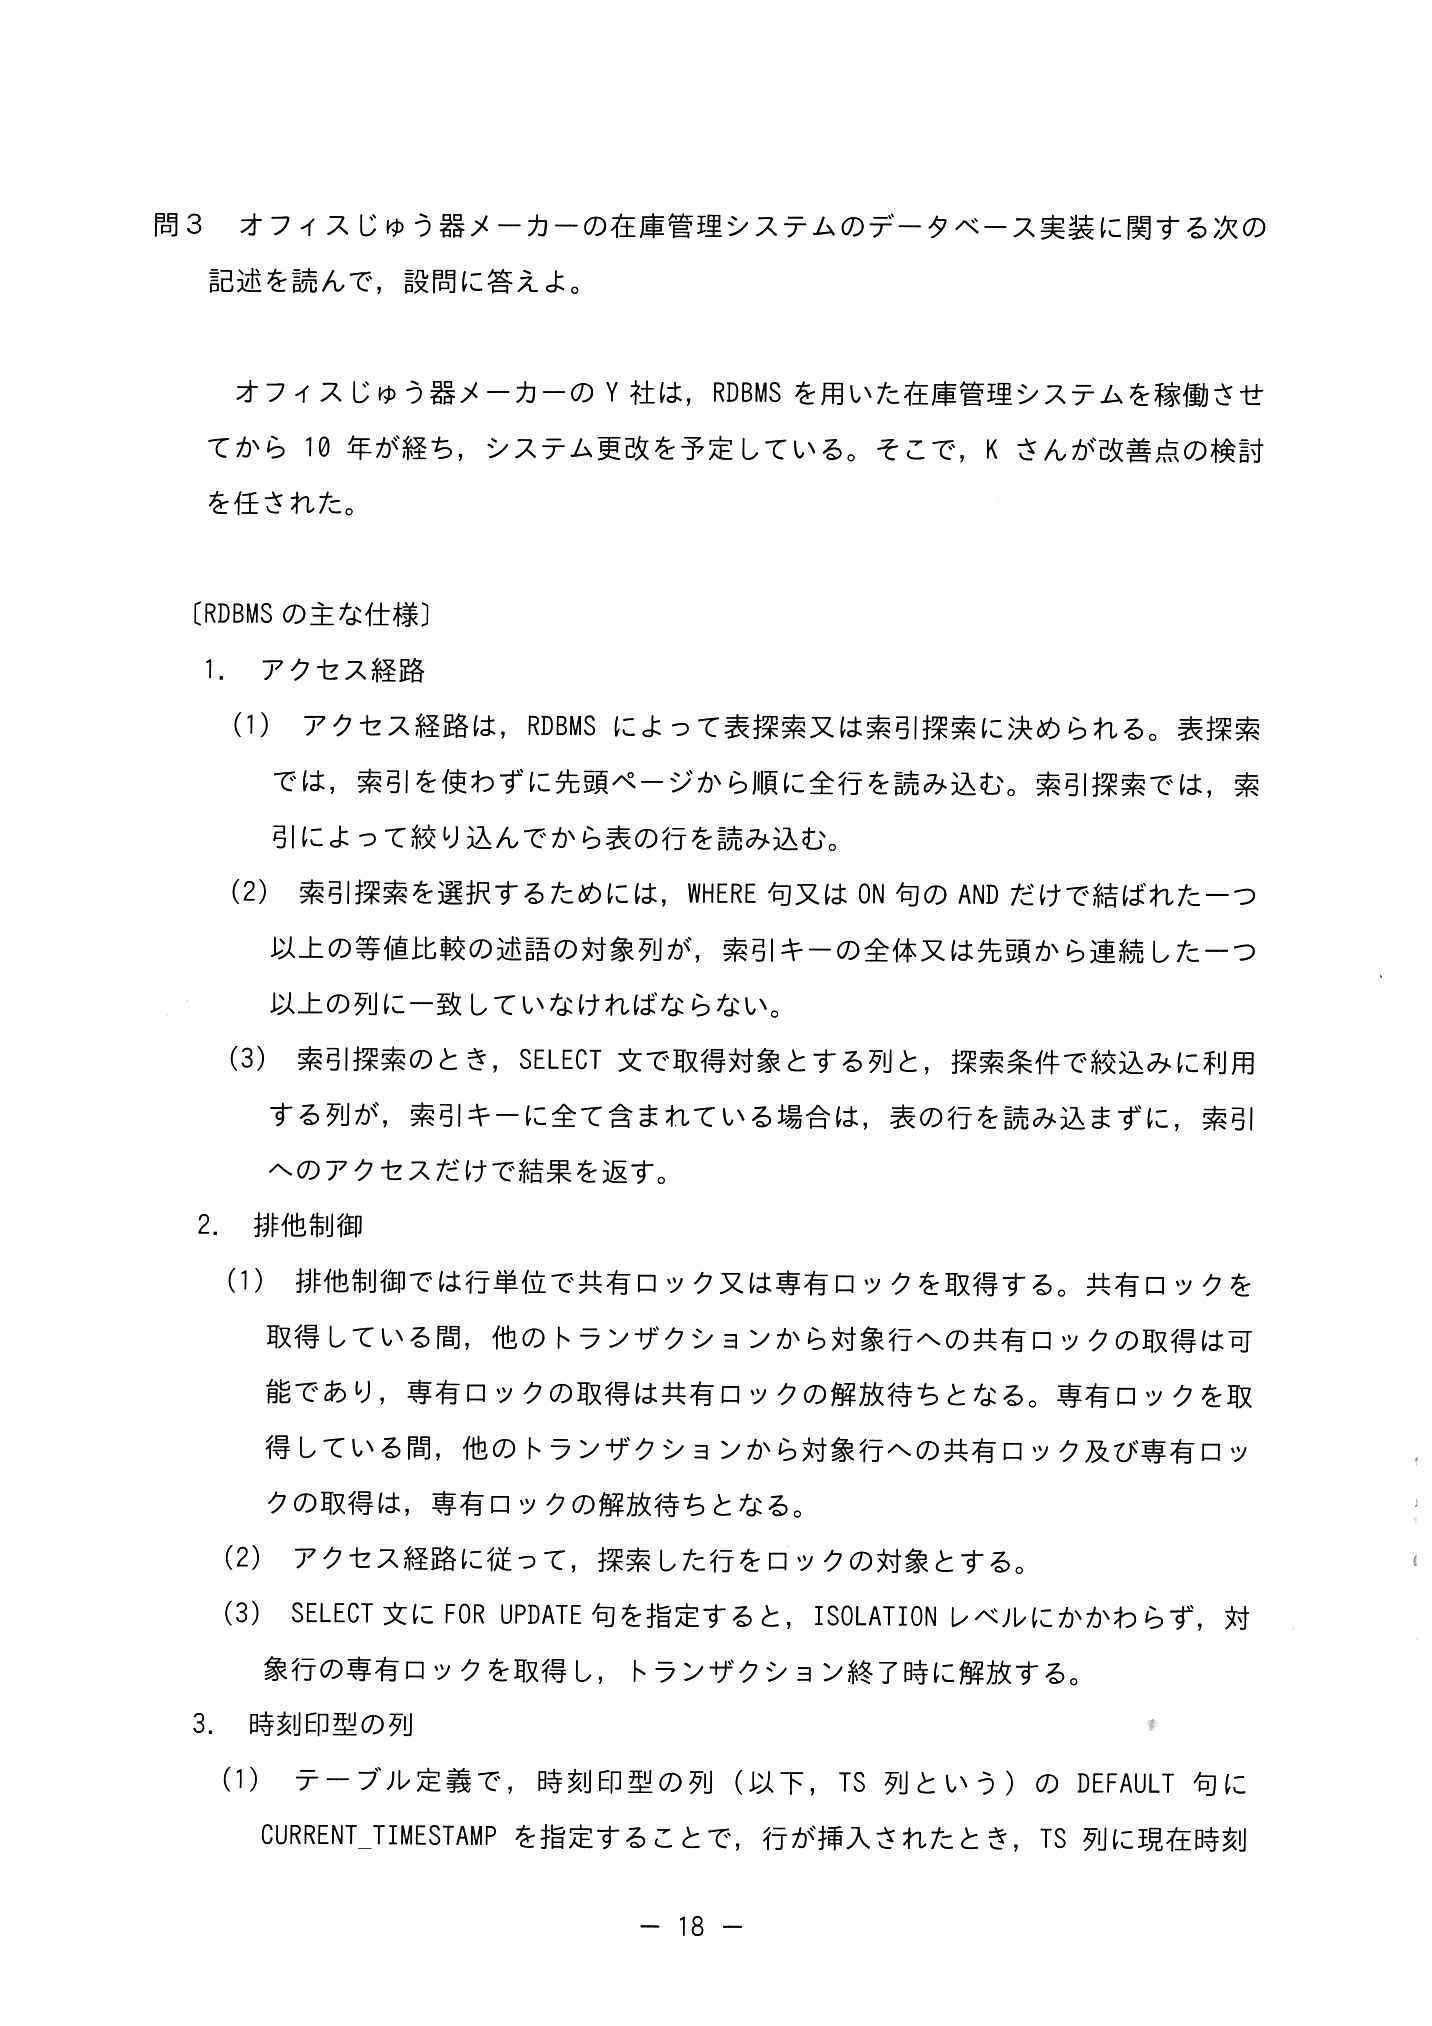 問３　オフィスじゅう器メーカーの在庫管理システムのデータベース実装に関する次の
記述を読んで，設問に答えよ。
オフィスじゅう器メーカーの Y 社は，RDBMS を用いた在庫管理システムを稼働させ
てから 10 年が経ち，システム更改を予定している。そこで，K さんが改善点の検討
を任された。
〔RDBMS の主な仕様〕
1.　アクセス経路
(1)　アクセス経路は，RDBMS によって表探索又は索引探索に決められる。表探索
では，索引を使わずに先頭ページから順に全行を読み込む。索引探索では，索
引によって絞り込んでから表の行を読み込む。
(2)　索引探索を選択するためには，WHERE 句又は ON 句の AND だけで結ばれた一つ
以上の等値比較の述語の対象列が，索引キーの全体又は先頭から連続した一つ
以上の列に一致していなければならない。
(3)　索引探索のとき，SELECT 文で取得対象とする列と，探索条件で絞込みに利用
する列が，索引キーに全て含まれている場合は，表の行を読み込まずに，索引
へのアクセスだけで結果を返す。
2.　排他制御
(1)　排他制御では行単位で共有ロック又は専有ロックを取得する。共有ロックを
取得している間，他のトランザクションから対象行への共有ロックの取得は可
能であり，専有ロックの取得は共有ロックの解放待ちとなる。専有ロックを取
得している間，他のトランザクションから対象行への共有ロック及び専有ロッ
クの取得は，専有ロックの解放待ちとなる。
(2)　アクセス経路に従って，探索した行をロックの対象とする。
(3)　SELECT 文に FOR UPDATE 句を指定すると，ISOLATION レベルにかかわらず，対
象行の専有ロックを取得し，トランザクション終了時に解放する。
3.　時刻印型の列
(1)　テーブル定義で，時刻印型の列（以下，TS 列という）の DEFAULT 句に
CURRENT_TIMESTAMP を指定することで，行が挿入されたとき，TS 列に現在時刻
－ 18 －